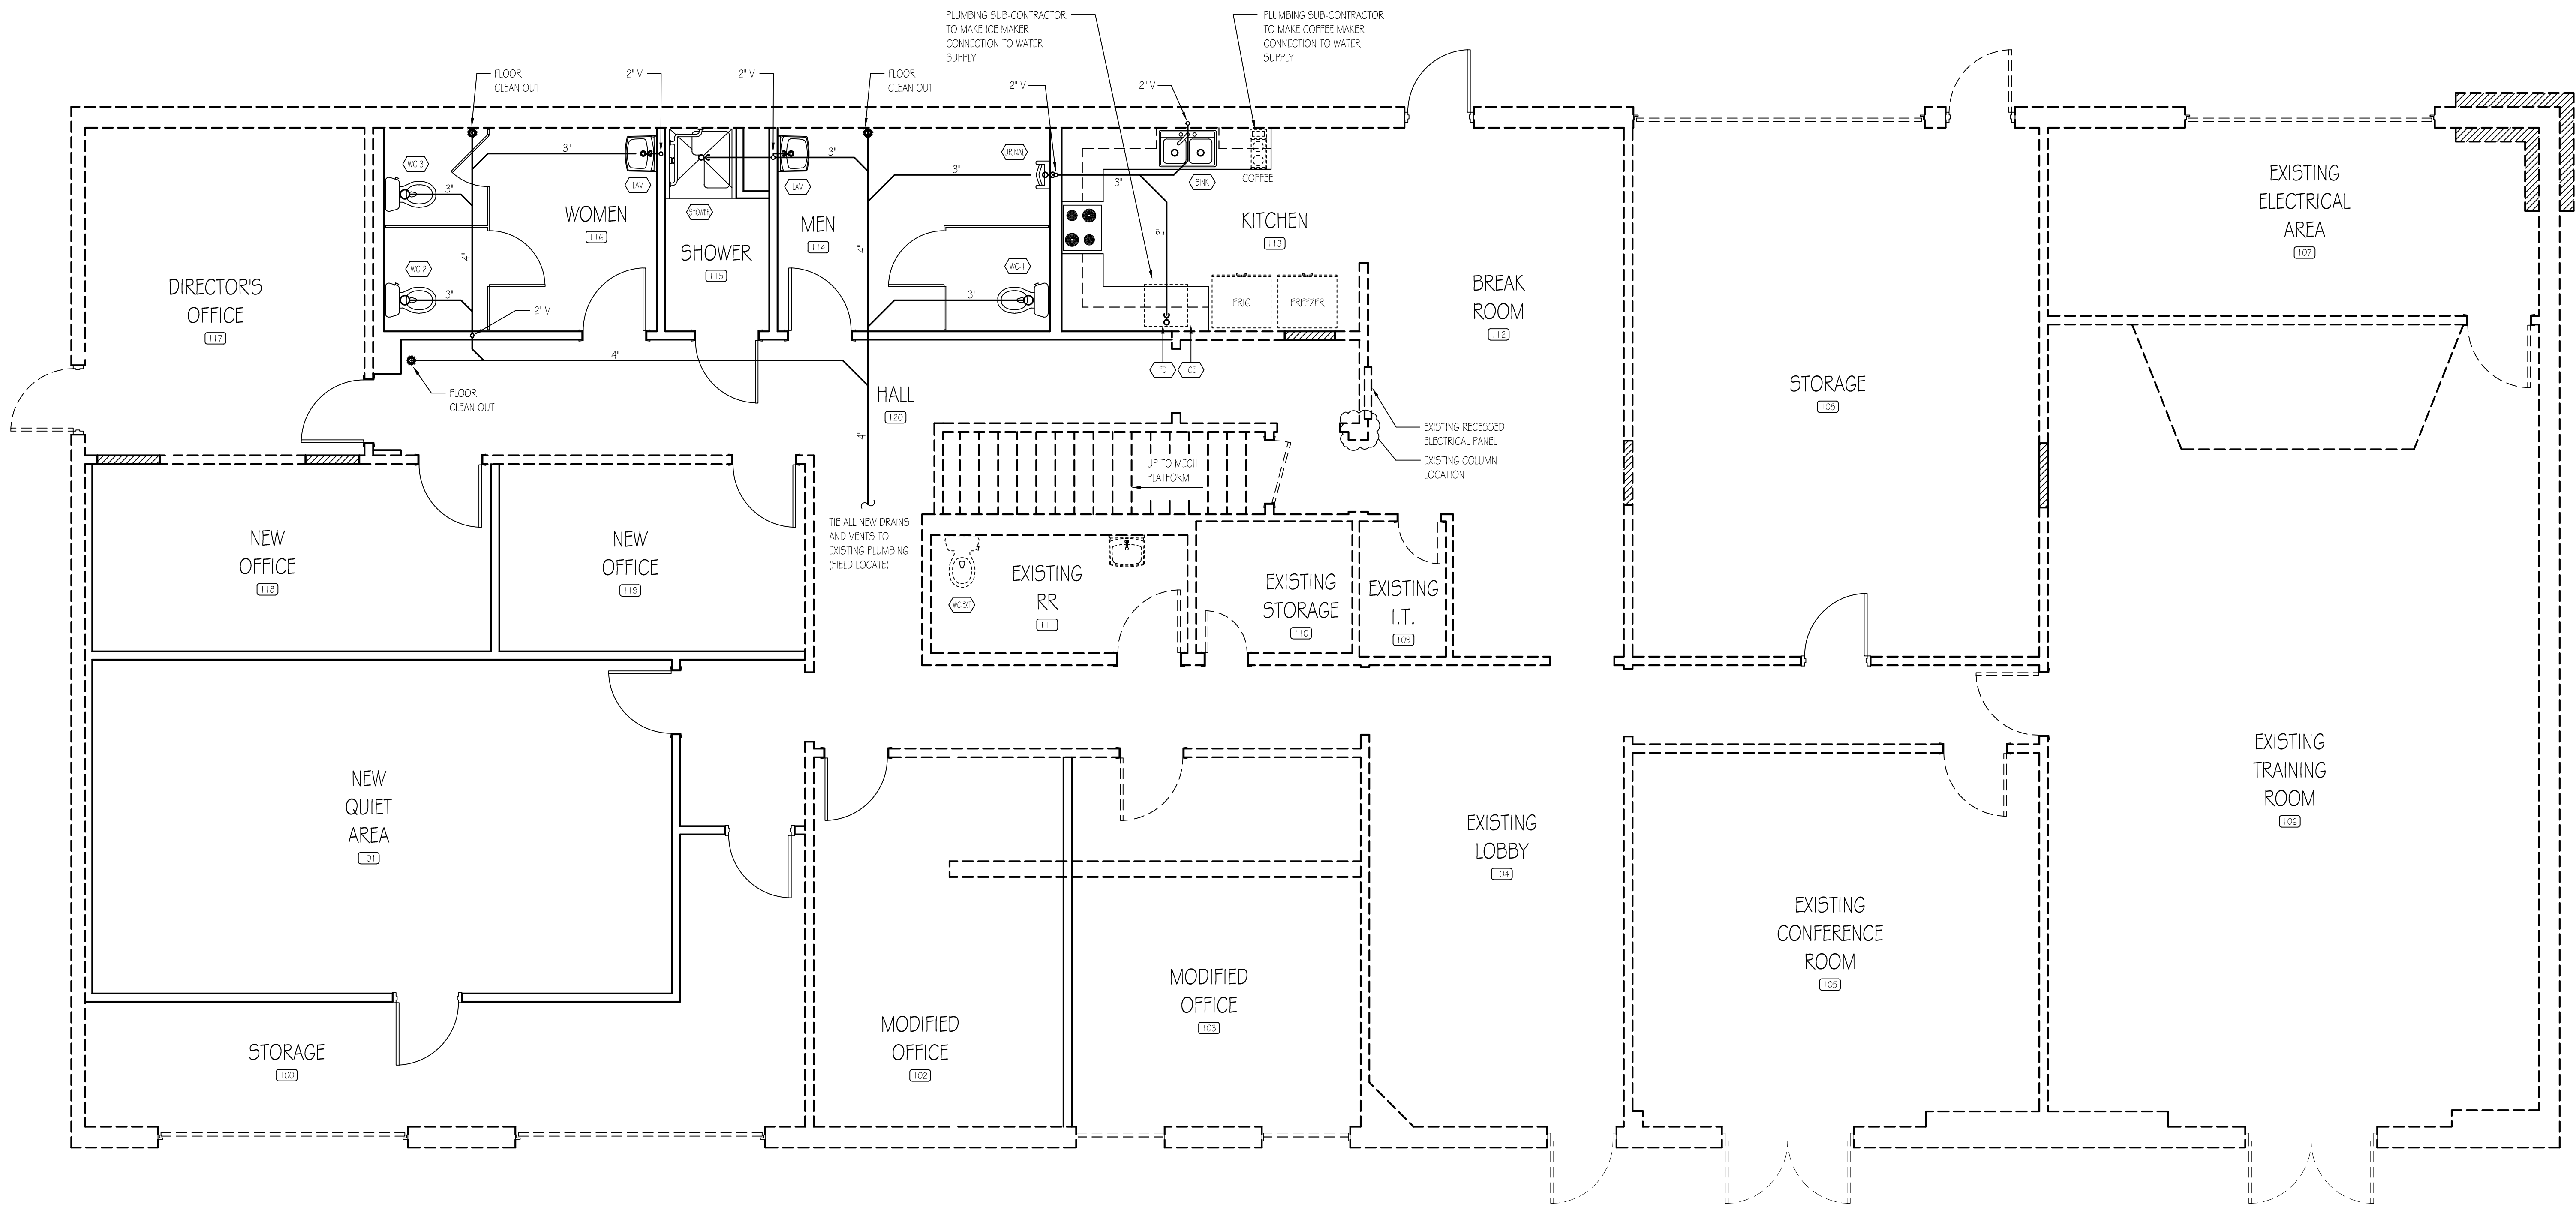 PLUMBING SUB-CONTRACTOR
TO MAKE ICE MAKER
CONNECTION TO WATER
SUPPLY
PLUMBING SUB-CONTRACTOR
TO MAKE COFFEE MAKER
CONNECTION TO WATER
SUPPLY
FLOOR
CLEAN OUT
2" V
2" V
FLOOR
CLEAN OUT
2" V
2" V
WC-3
3"
3"
LAV
WOMEN
116
4"
WC-2
3"
2" V
SHOWER
SHOWER
115
LAV
3"
MEN
114
4"
3"
URINAL
WC-1
3"
3"
SINK
COFFEE
KITCHEN
113
3"
FRIG
FREEZER
FD
ICE
DIRECTOR'S
OFFICE
117
4"
FLOOR
CLEAN OUT
HALL
120
4"
BREAK
ROOM
112
STORAGE
108
EXISTING
ELECTRICAL
AREA
107
EXISTING RECESSED
ELECTRICAL PANEL
EXISTING COLUMN
LOCATION
UP TO MECH
PLATFORM
TIE ALL NEW DRAINS
AND VENTS TO
EXISTING PLUMBING
(FIELD LOCATE)
NEW
OFFICE
118
NEW
OFFICE
119
WC-EXT
EXISTING
RR
111
EXISTING
STORAGE
110
EXISTING
I.T.
109
NEW
QUIET
AREA
101
EXISTING
LOBBY
104
EXISTING
TRAINING
ROOM
106
EXISTING
CONFERENCE
ROOM
105
MODIFIED
OFFICE
103
MODIFIED
OFFICE
102
STORAGE
100